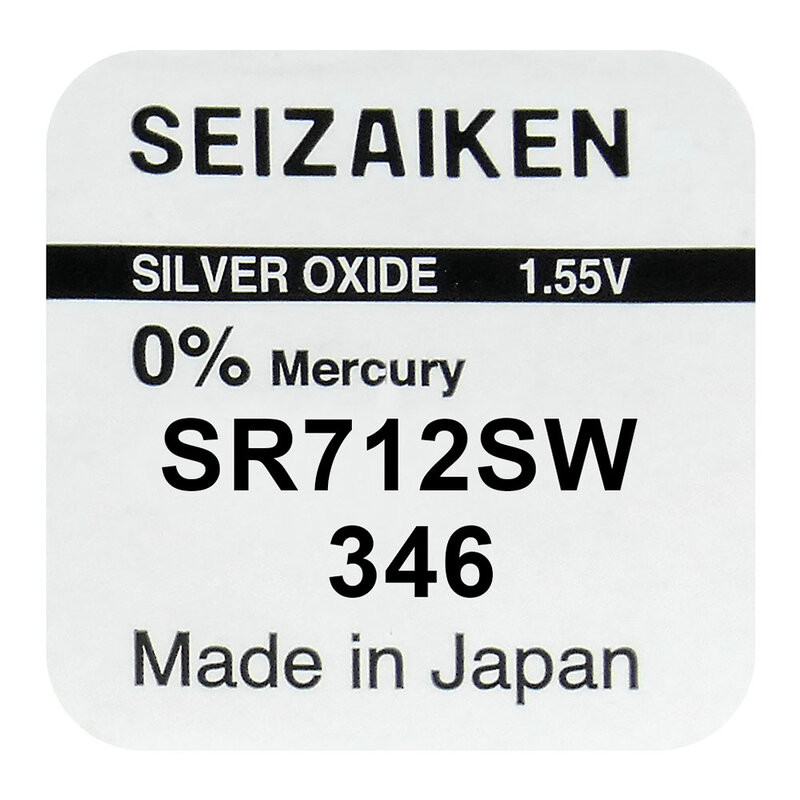 SEIZAIKEN
SILVER OXIDE 1.55V
0% Mercury
SR712SW
346
Made in Japan